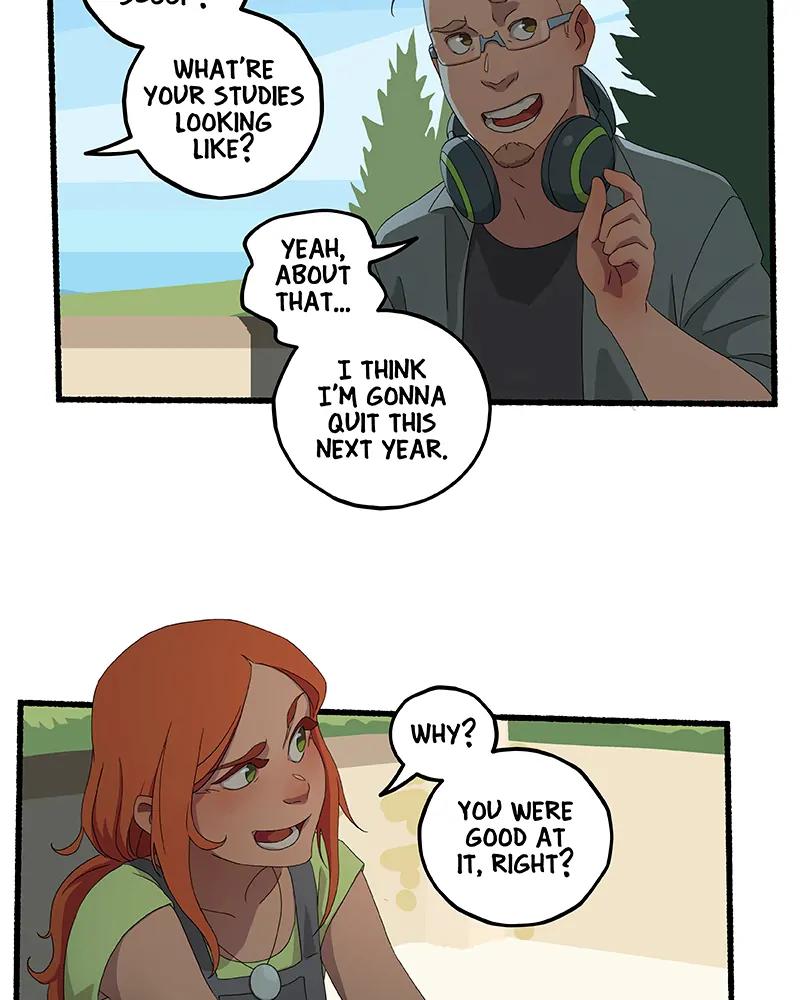 WHAT'RE
YOUR STUDIES
LOOKING
LIKE?
YEAH,
ABOUT
THAT...
I THINK
I'M GONNA
QUIT THIS
NEXT YEAR.
WHY?
YOU WERE
GOOD AT
IT, RIGHT?